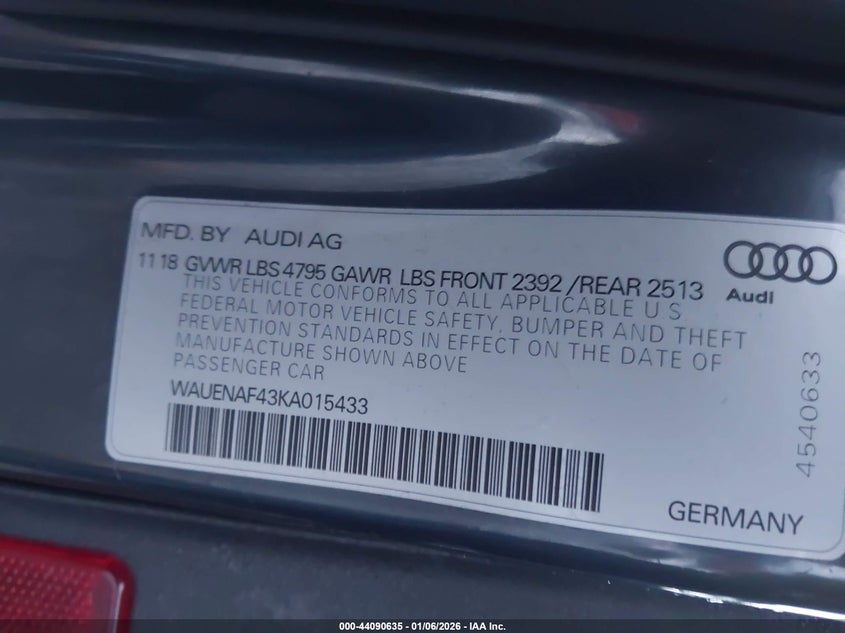 MFD. BY AUDI AG
11 18 GVWR LBS 4795 GAWR LBS FRONT 2392 /REAR 2513
THIS VEHICLE CONFORMS TO ALL APPLICABLE U S
FEDERAL MOTOR VEHICLE SAFETY, BUMPER AND THEFT
PREVENTION STANDARDS IN EFFECT ON THE DATE OF
MANUFACTURE SHOWN ABOVE
PASSENGER CAR
WAUENAF43KA015433
Audi
4540633
GERMANY
000-44090635 - 01/06/2026 - IAA Inc.